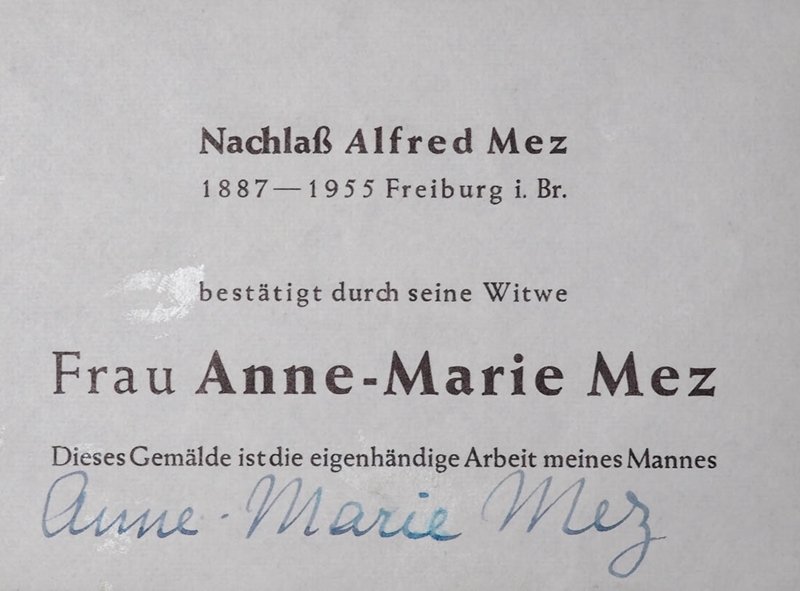 Nachlaß Alfred Mez
1887—1955 Freiburg i. Br.
bestätigt durch seine Witwe
Frau Anne-Marie Mez
Dieses Gemälde ist die eigenhändige Arbeit meines Mannes
Anne-Marie Mez